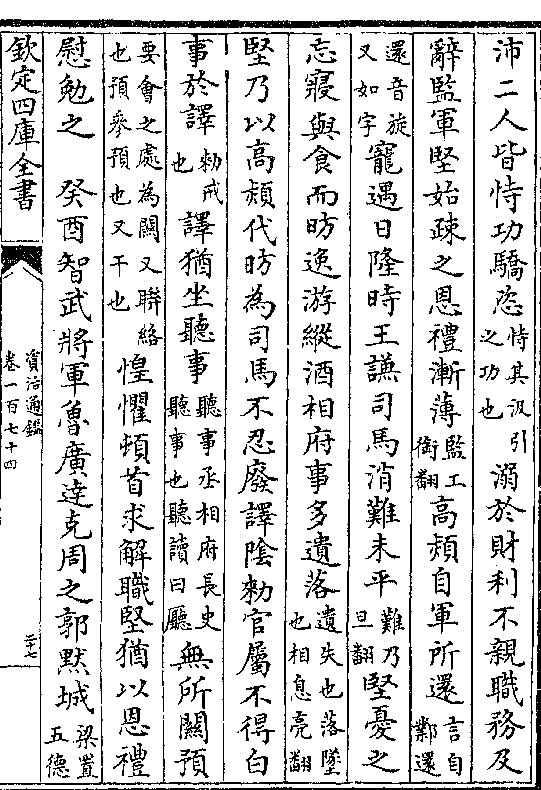 沛二人皆恃功驕恣恃其汲引之功也溺於財利不親職務及
辭監軍堅始疎之恩禮漸薄監工銜翻高熲自軍所還言自鄴還
還音旋又如字寵遇日隆時王謙司馬消難未平難乃旦翻堅憂之
忘寢與食而昉逸游縱酒相府事多遺落遺失也落墜也相息亮翻
堅乃以高熲代昉為司馬不忍廢譯陰勑官屬不得白
事於譯勑戒也譯猶坐聽事聽事丞相府長史聽事也聽讀曰廳無所關預
要會之處為關又聯絡也預參預也又干也惶懼頓首求解職堅猶以恩禮
慰勉之　癸酉智武將軍魯廣達克周之郭默城梁置五德
欽定四庫全書
資治通鑑
卷一百七十四